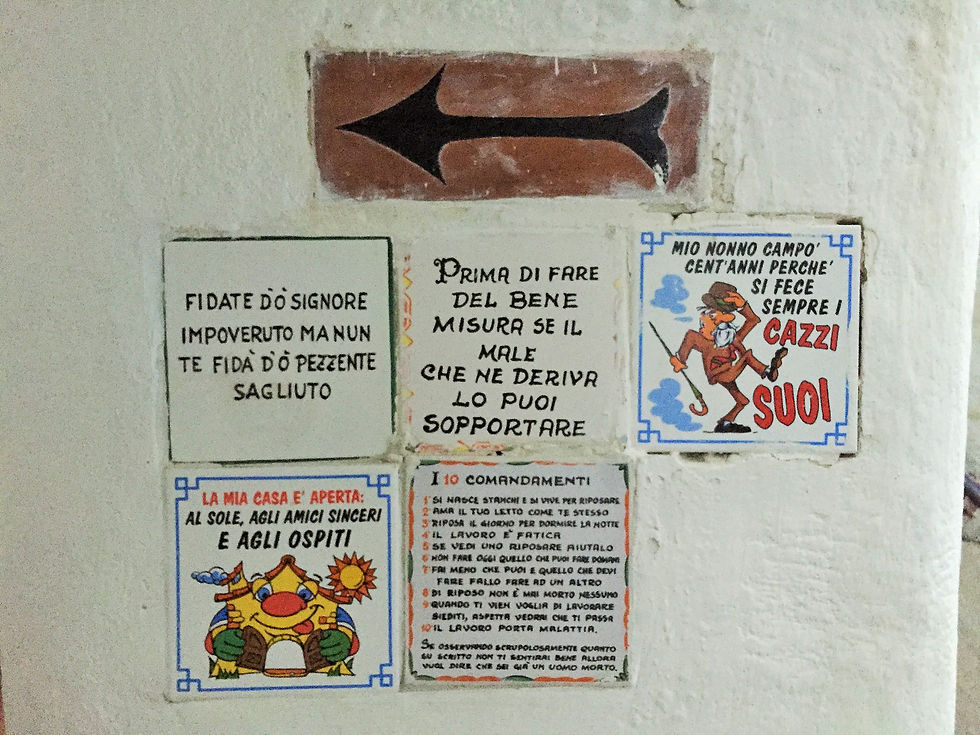 FIDATE D'O' SIGNORE
IMPOVERUTO MA NUN
TE FIDA' D'O' PEZZENTE
SAGLIUTO
PRIMA DI FARE
DEL BENE
MISURA SE IL
MALE
CHE NE DERIVA
LO PUOI
SOPPORTARE
MIO NONNO CAMPO'
CENT'ANNI PERCHE'
SI FECE
SEMPRE I
CAZZI
SUOI
LA MIA CASA E' APERTA:
AL SOLE, AGLI AMICI SINCERI
E AGLI OSPITI
I 10 COMANDAMENTI
1° SI NASCE STANCHI E SI VIVE PER RIPOSARE
2° AMA IL TUO LETTO COME TE STESSO
3° RIPOSA IL GIORNO PER DORMIRE LA NOTTE
4° IL LAVORO E' FATICA
5° SE VEDI UNO RIPOSARE AIUTALO
6° NON FARE OGGI QUELLO CHE PUOI FARE DOMANI
7° FAI MENO CHE PUOI E QUELLO CHE DEVI
FARE FALLO FARE AD UN ALTRO
8° DI RIPOSO NON È MAI MORTO NESSUNO
9° QUANDO TI VIEN VOGLIA DI LAVORARE
SIEDITI, ASPETTA VEDRAI CHE TI PASSA
10° IL LAVORO PORTA MALATTIA.
SE OSSERVANDO SCRUPOLOSAMENTE QUANTO
SU SCRITTO NON TI SENTIRAI BENE ALLORA
VUOL DIRE CHE SEI GIA' UN UOMO MORTO.